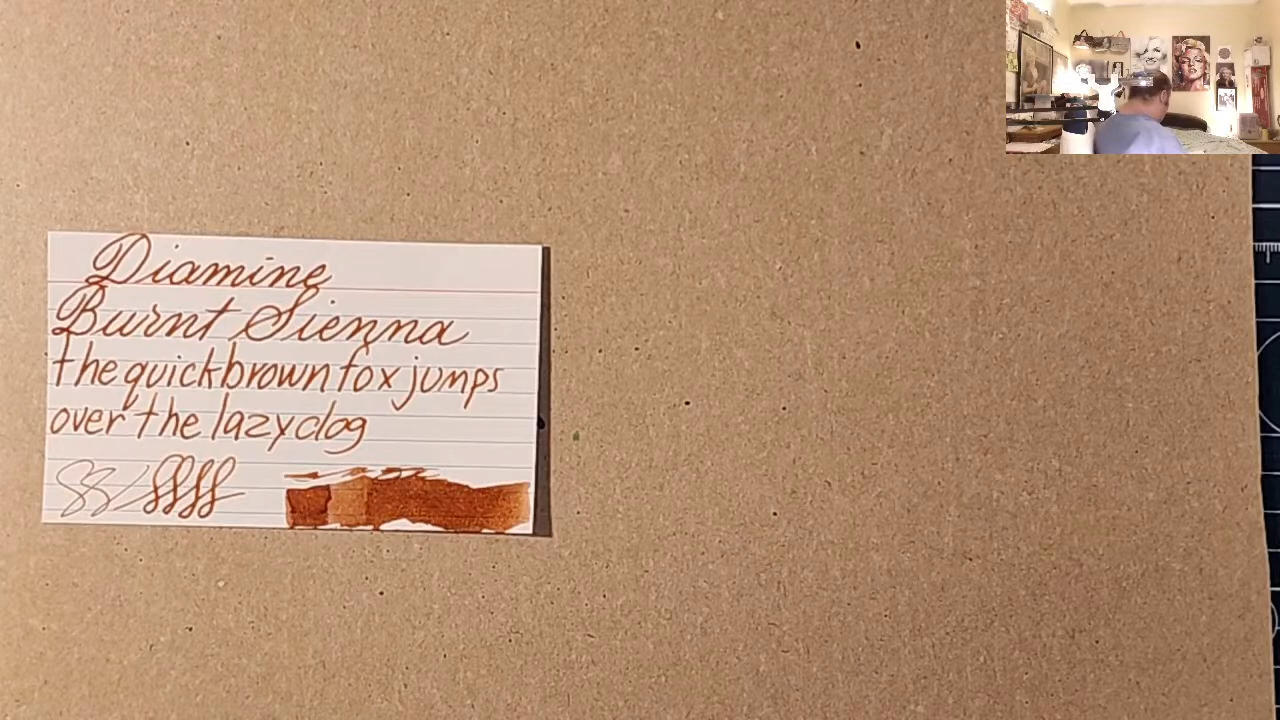 Diamine
Burnt Sienna
the quick brown fox jumps
over the lazy dog